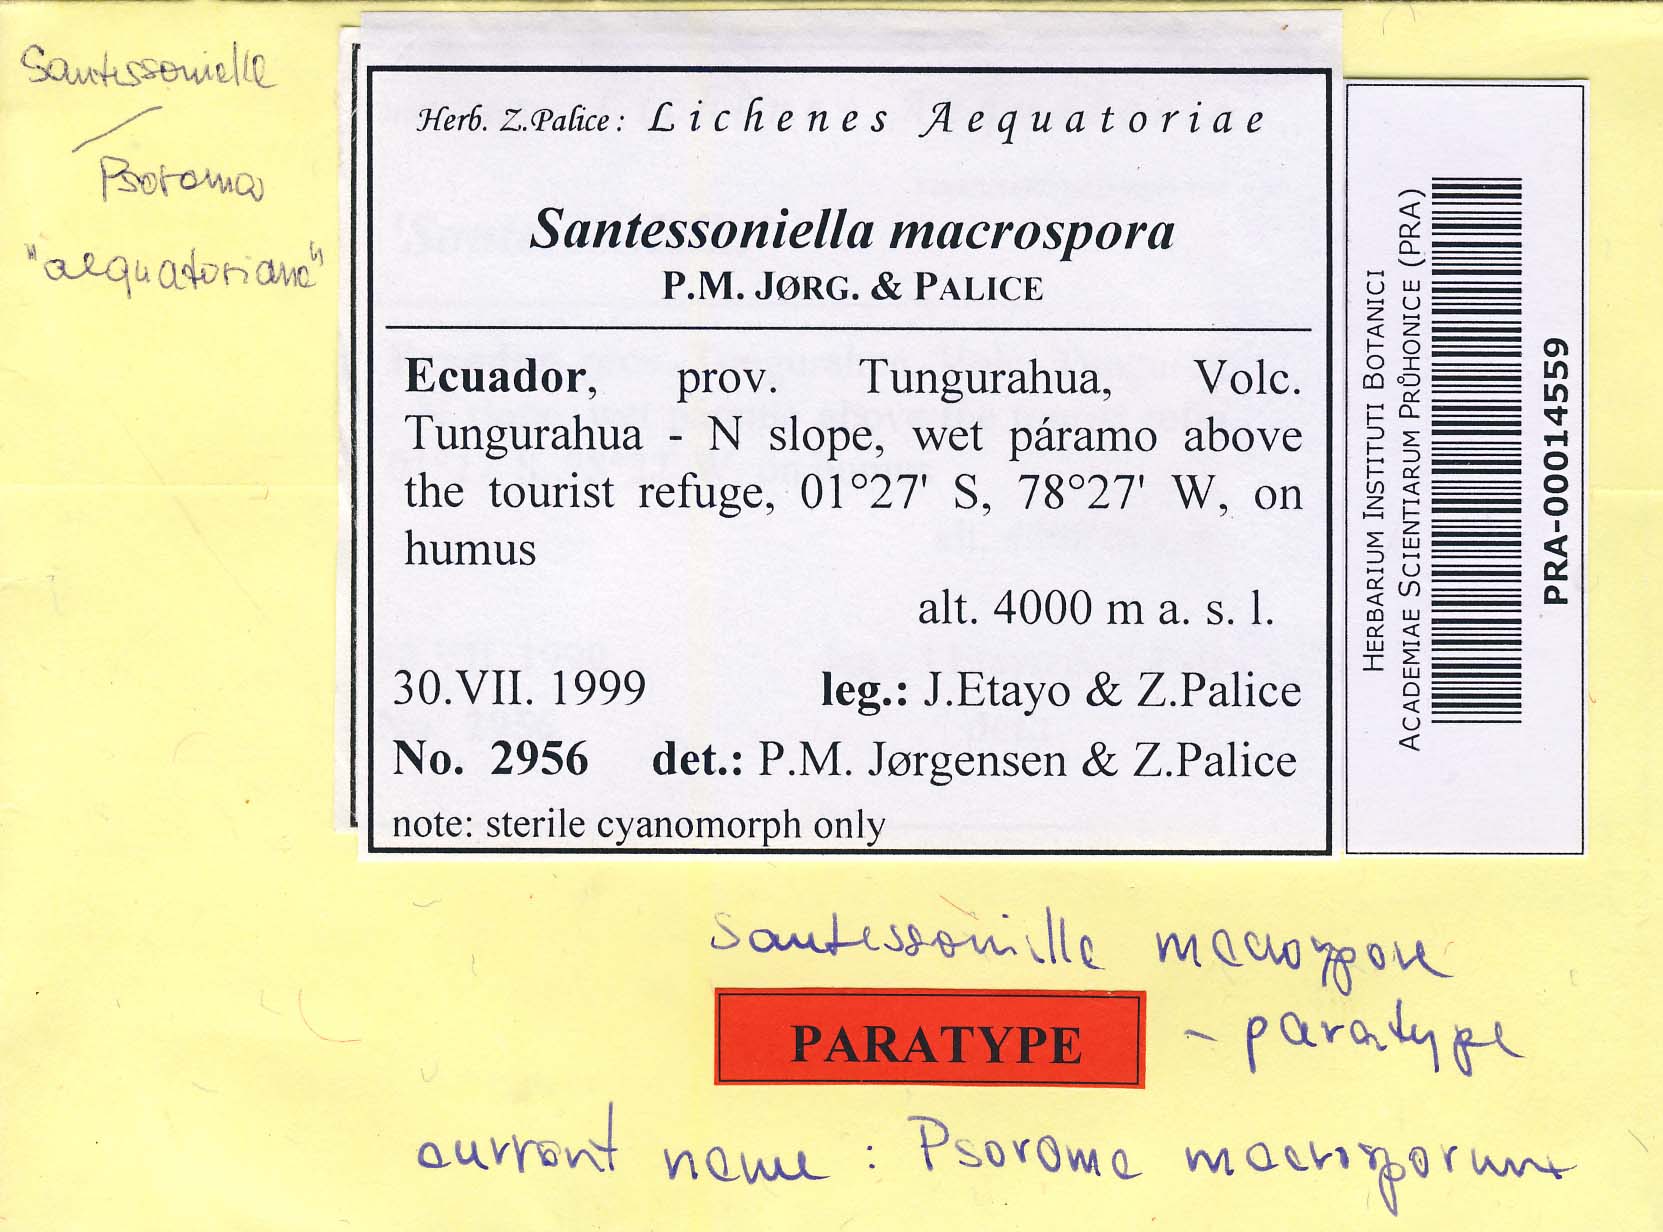 Santessoniella
Psoroma
"aequatoriana"
Herb. Z.Palice: Lichenes Aequatoriae
Santessoniella macrospora
P.M. JØRG. & PALICE
Ecuador, prov. Tungurahua, Volc.
Tungurahua - N slope, wet páramo above
the tourist refuge, 01°27' S, 78°27' W, on
humus
alt. 4000 m a. s. l.
30.VII. 1999 leg.: J.Etayo & Z.Palice
No. 2956 det.: P.M. Jørgensen & Z.Palice
note: sterile cyanomorph only
HERBARIUM INSTITUTI BOTANICI
ACADEMIAE SCIENTIARUM PRŮHONICE (PRA)
PRA-00014559
Santessoniella macrospora
PARATYPE - paratype
current name : Psoroma macrosporum